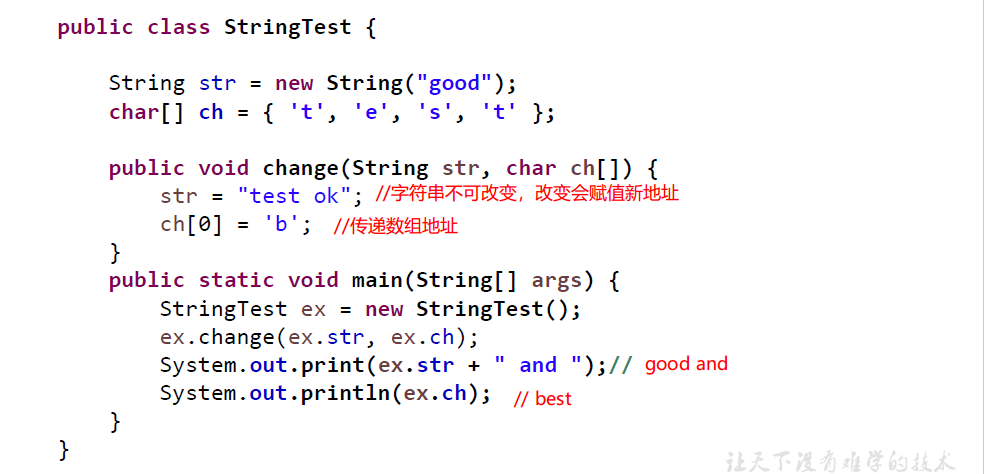 public class StringTest {
String str = new String("good");
char[] ch = { 't', 'e', 's', 't' };
public void change(String str, char ch[]) {
str = "test ok"; //字符串不可改变，改变会赋值新地址
ch[0] = 'b'; //传递数组地址
}
public static void main(String[] args) {
StringTest ex = new StringTest();
ex.change(ex.str, ex.ch);
System.out.print(ex.str + " and ");// good and
System.out.println(ex.ch); // best
}
}
让天下没有难学的技术